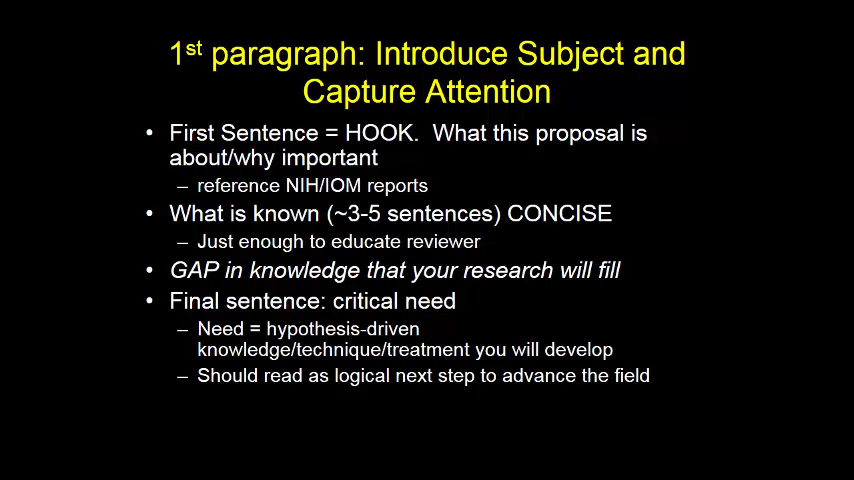 1st paragraph: Introduce Subject and
Capture Attention
• First Sentence = HOOK.  What this proposal is
about/why important
– reference NIH/IOM reports
• What is known (~3-5 sentences) CONCISE
– Just enough to educate reviewer
• GAP in knowledge that your research will fill
• Final sentence: critical need
– Need = hypothesis-driven
knowledge/technique/treatment you will develop
– Should read as logical next step to advance the field